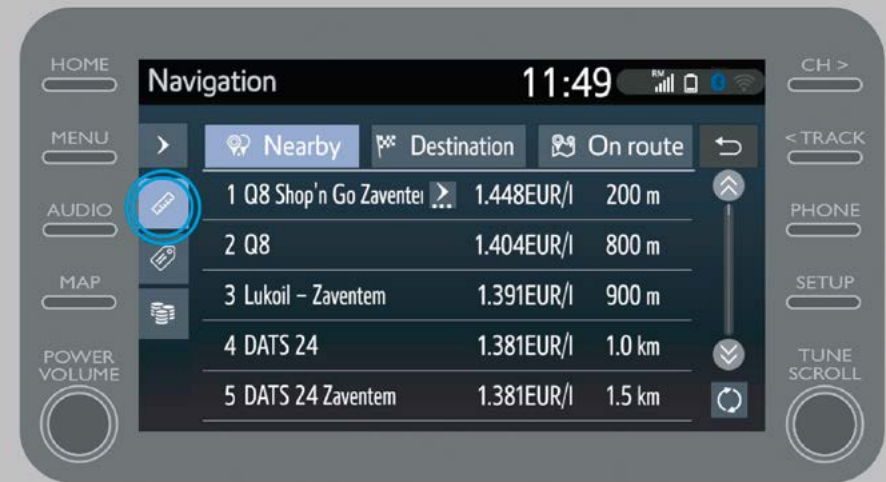 HOME
MENU
AUDIO
MAP
POWER
VOLUME
Navigation 11:49 RM
Nearby Destination On route
1 Q8 Shop'n Go Zaventer 1.448EUR/l 200 m
2 Q8 1.404EUR/l 800 m
3 Lukoil – Zaventem 1.391EUR/l 900 m
4 DATS 24 1.381EUR/l 1.0 km
5 DATS 24 Zaventem 1.381EUR/l 1.5 km
CH >
< TRACK
PHONE
SETUP
TUNE
SCROLL